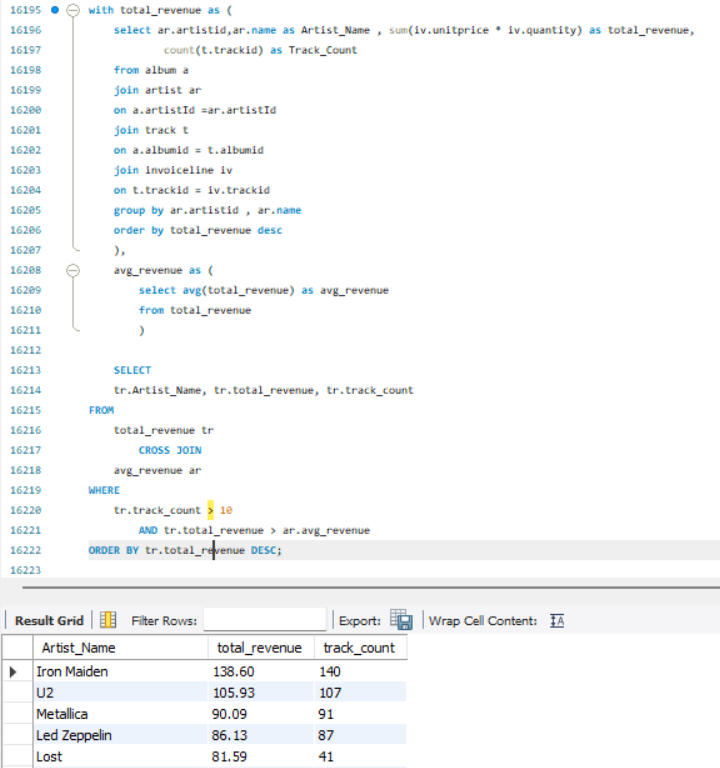 16195 with total_revenue as (
16196 select ar.artistid,ar.name as Artist_Name , sum(iv.unitprice * iv.quantity) as total_revenue,
16197 count(t.trackid) as Track_Count
16198 from album a
16199 join artist ar
16200 on a.artistId =ar.artistId
16201 join track t
16202 on a.albumid = t.albumid
16203 join invoiceline iv
16204 on t.trackid = iv.trackid
16205 group by ar.artistid , ar.name
16206 order by total_revenue desc
16207 ),
16208 avg_revenue as (
16209 select avg(total_revenue) as avg_revenue
16210 from total_revenue
16211 )
16212
16213 SELECT
16214 tr.Artist_Name, tr.total_revenue, tr.track_count
16215 FROM
16216 total_revenue tr
16217 CROSS JOIN
16218 avg_revenue ar
16219 WHERE
16220 tr.track_count > 10
16221 AND tr.total_revenue > ar.avg_revenue
16222 ORDER BY tr.total_revenue DESC;
16223
Result Grid Filter Rows: Export: Wrap Cell Content: IA
Artist_Name total_revenue track_count
Iron Maiden 138.60 140
U2 105.93 107
Metallica 90.09 91
Led Zeppelin 86.13 87
Lost 81.59 41